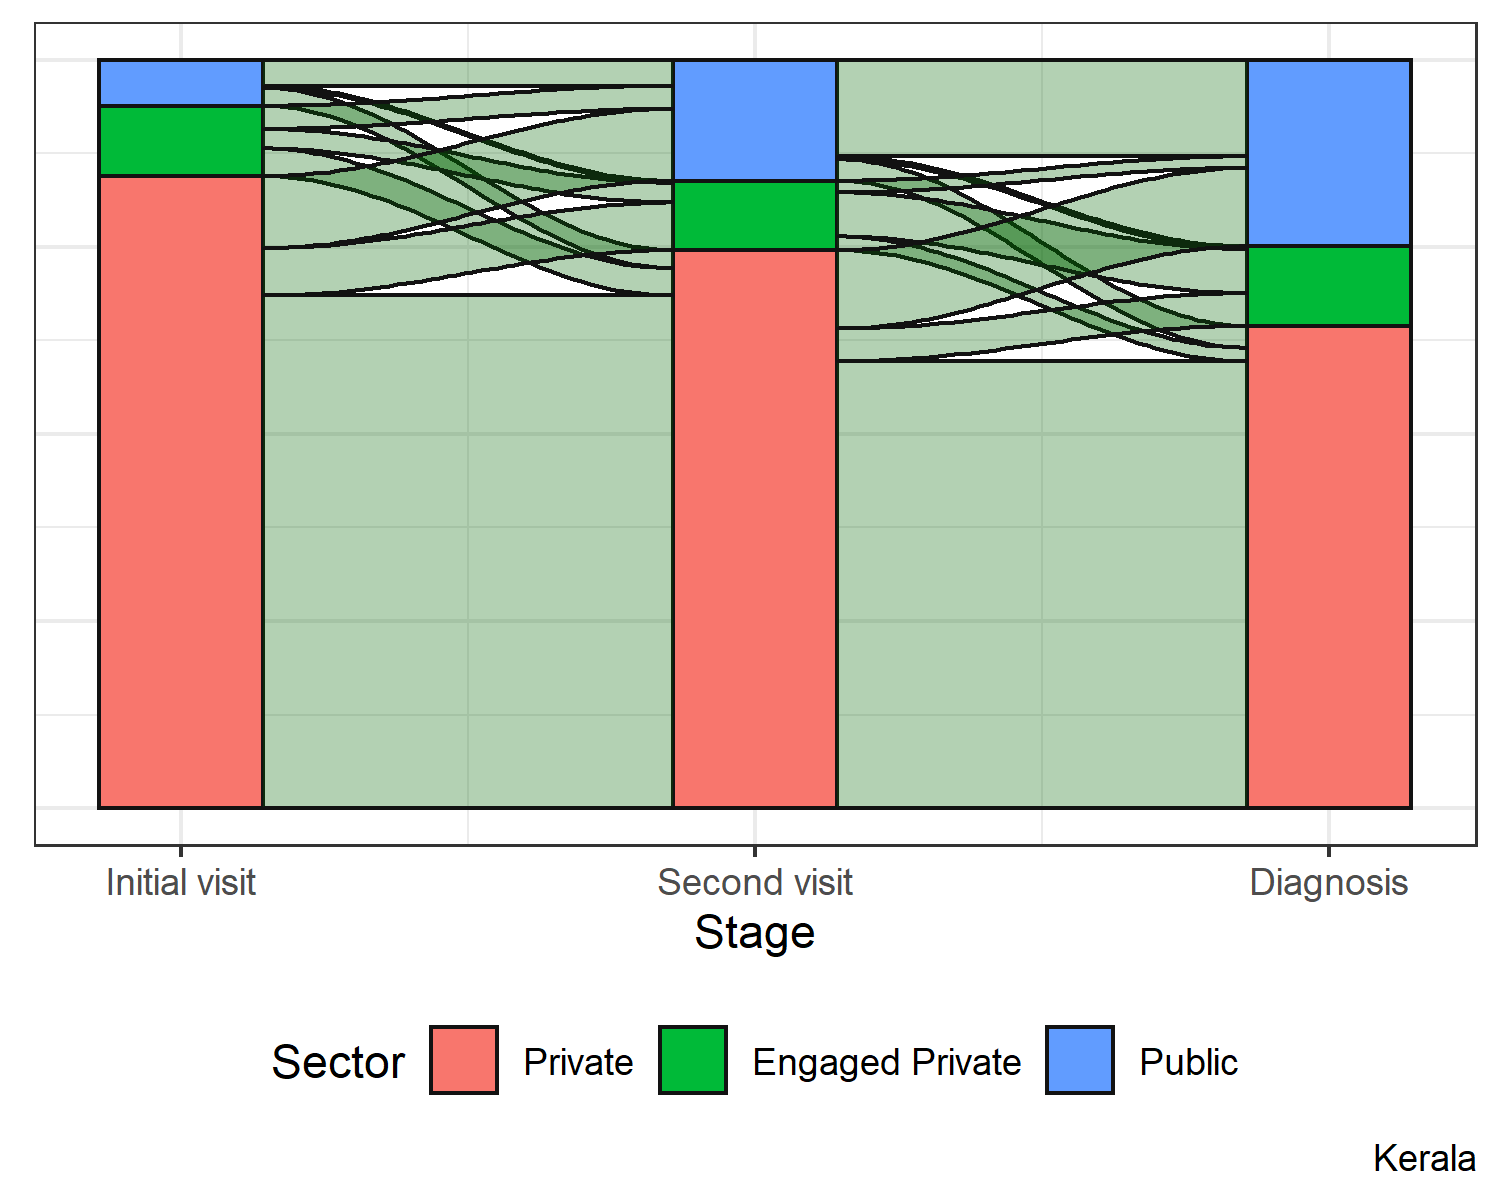 Initial visit Second visit Diagnosis
Stage
Sector Private Engaged Private Public
Kerala